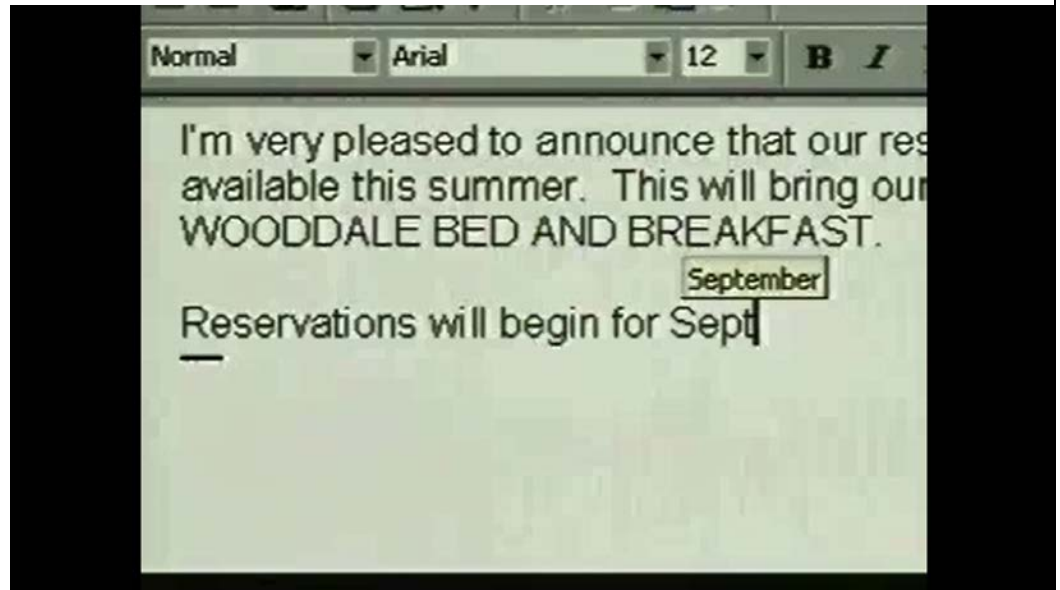 Normal Arial 12 B I
I'm very pleased to announce that our res
available this summer. This will bring our
WOODDALE BED AND BREAKFAST.
September
Reservations will begin for Sept